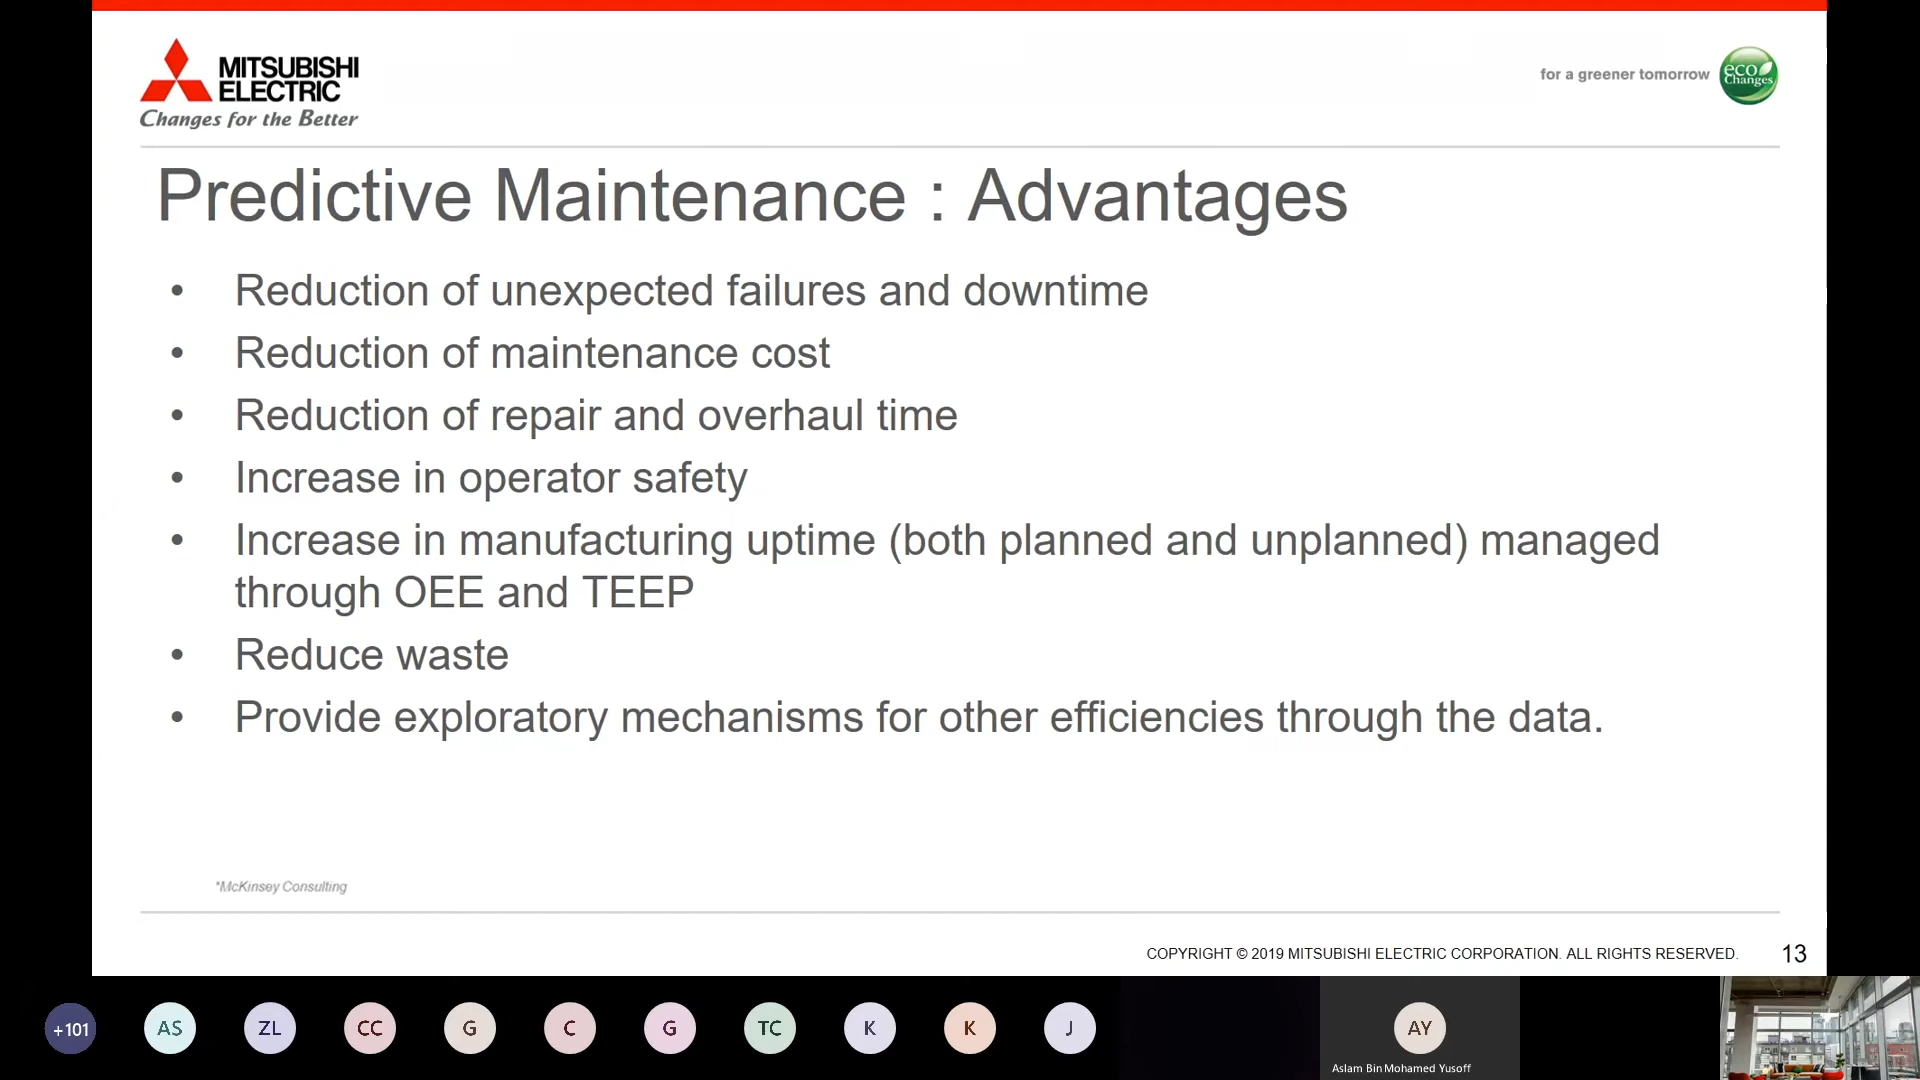 MITSUBISHI
ELECTRIC
Changes for the Better
for a greener tomorrow
eco
Changes
Predictive Maintenance : Advantages
• Reduction of unexpected failures and downtime
• Reduction of maintenance cost
• Reduction of repair and overhaul time
• Increase in operator safety
• Increase in manufacturing uptime (both planned and unplanned) managed
through OEE and TEEP
• Reduce waste
• Provide exploratory mechanisms for other efficiencies through the data.
*McKinsey Consulting
COPYRIGHT © 2019 MITSUBISHI ELECTRIC CORPORATION. ALL RIGHTS RESERVED. 13
+101 AS ZL CC G C G TC K K J AY
Aslam Bin Mohamed Yusoff